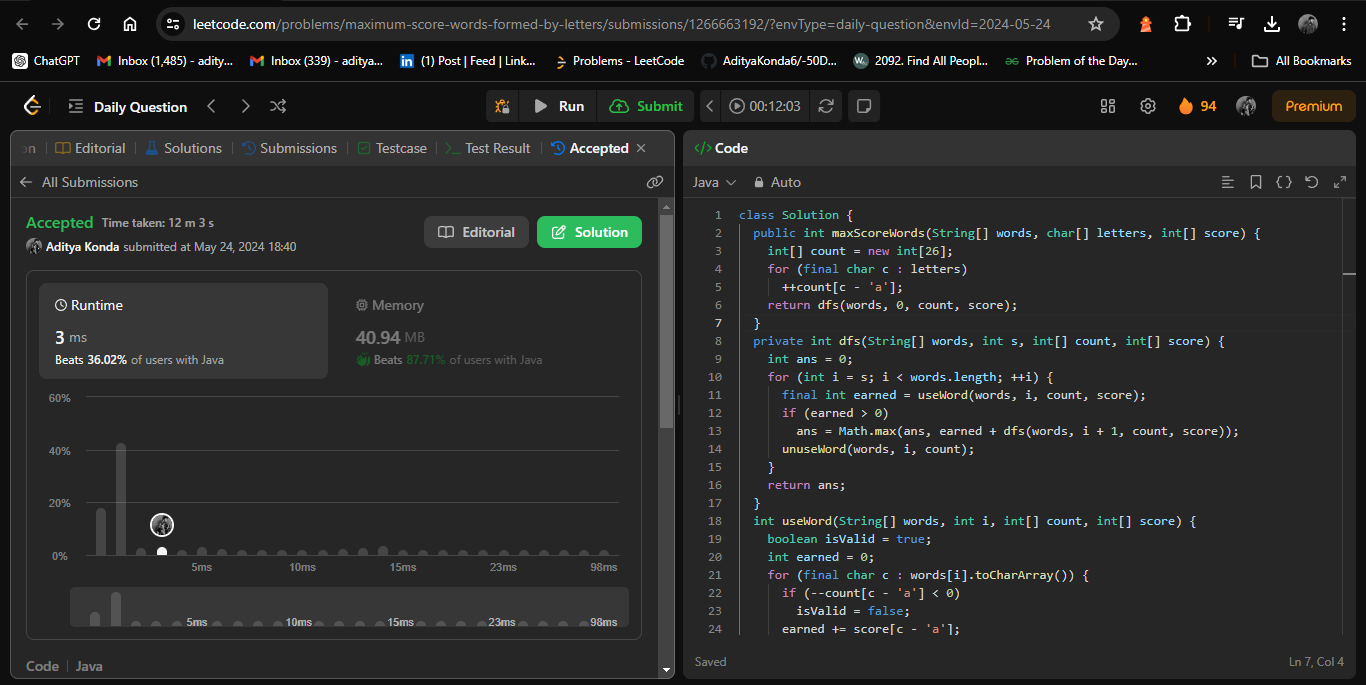 leetcode.com/problems/maximum-score-words-formed-by-letters/submissions/1266663192/?envType=daily-question&envId=2024-05-24
ChatGPT
Inbox (1,485) - adity...
Inbox (339) - aditya...
(1) Post | Feed | Link...
Problems - LeetCode
AdityaKonda6/-50D...
2092. Find All Peopl...
Problem of the Day...
All Bookmarks
Daily Question
Run
Submit
00:12:03
94
Premium
on
Editorial
Solutions
Submissions
Testcase
Test Result
Accepted
All Submissions
Accepted Time taken: 12 m 3 s
Aditya Konda submitted at May 24, 2024 18:40
Editorial
Solution
Runtime
3 ms
Beats 36.02% of users with Java
Memory
40.94 MB
Beats 87.71% of users with Java
60%
40%
20%
0%
5ms 10ms 15ms 23ms 98ms
5ms 10ms 15ms 23ms 98ms
Code | Java
</> Code
Java Auto
1 class Solution {
2 public int maxScoreWords(String[] words, char[] letters, int[] score) {
3 int[] count = new int[26];
4 for (final char c : letters)
5 ++count[c - 'a'];
6 return dfs(words, 0, count, score);
7 }
8 private int dfs(String[] words, int s, int[] count, int[] score) {
9 int ans = 0;
10 for (int i = s; i < words.length; ++i) {
11 final int earned = useWord(words, i, count, score);
12 if (earned > 0)
13 ans = Math.max(ans, earned + dfs(words, i + 1, count, score));
14 unuseWord(words, i, count);
15 }
16 return ans;
17 }
18 int useWord(String[] words, int i, int[] count, int[] score) {
19 boolean isValid = true;
20 int earned = 0;
21 for (final char c : words[i].toCharArray()) {
22 if (--count[c - 'a'] < 0)
23 isValid = false;
24 earned += score[c - 'a'];
Saved
Ln 7, Col 4